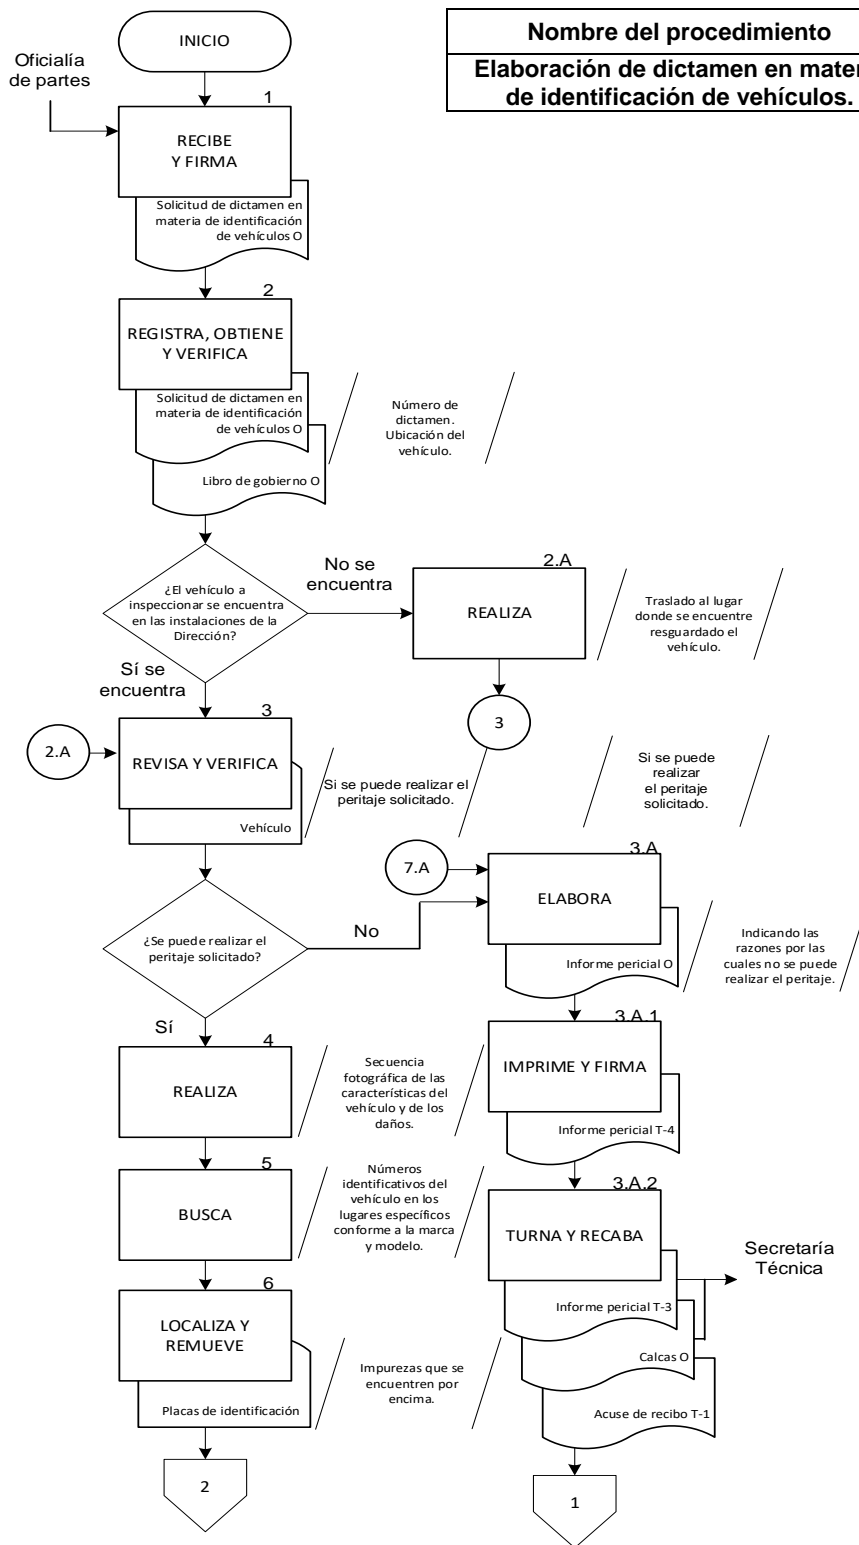 Nombre del procedimiento
Elaboración de dictamen en mater
de identificación de vehículos.
INICIO
Oficialía
de partes
1
RECIBE
Y FIRMA
Solicitud de dictamen en
materia de identificación
de vehículos O
2
REGISTRA, OBTIENE
Y VERIFICA
Solicitud de dictamen en
materia de identificación
de vehículos O
Libro de gobierno O
Número de
dictamen.
Ubicación del
vehículo.
¿El vehículo a
inspeccionar se encuentra
en las instalaciones de la
Dirección?
No se
encuentra
2.A
REALIZA
Traslado al lugar
donde se encuentre
resguardado el
vehículo.
3
Sí se
encuentra
3
2.A
REVISA Y VERIFICA
Vehículo
Si se puede realizar el
peritaje solicitado.
Si se puede
realizar
el peritaje
solicitado.
¿Se puede realizar el
peritaje solicitado?
No
7.A
3.A
ELABORA
Informe pericial O
Indicando las
razones por las
cuales no se puede
realizar el peritaje.
3.A.1
IMPRIME Y FIRMA
Informe pericial T-4
Sí
4
REALIZA
Secuencia
fotográfica de las
características del
vehículo y de los
daños.
5
BUSCA
Números
identificativos del
vehículo en los
lugares específicos
conforme a la marca
y modelo.
3.A.2
TURNA Y RECABA
Informe pericial T-3
Calcas O
Acuse de recibo T-1
Secretaría
Técnica
6
LOCALIZA Y
REMUEVE
Placas de identificación
Impurezas que se
encuentren por
encima.
2
1